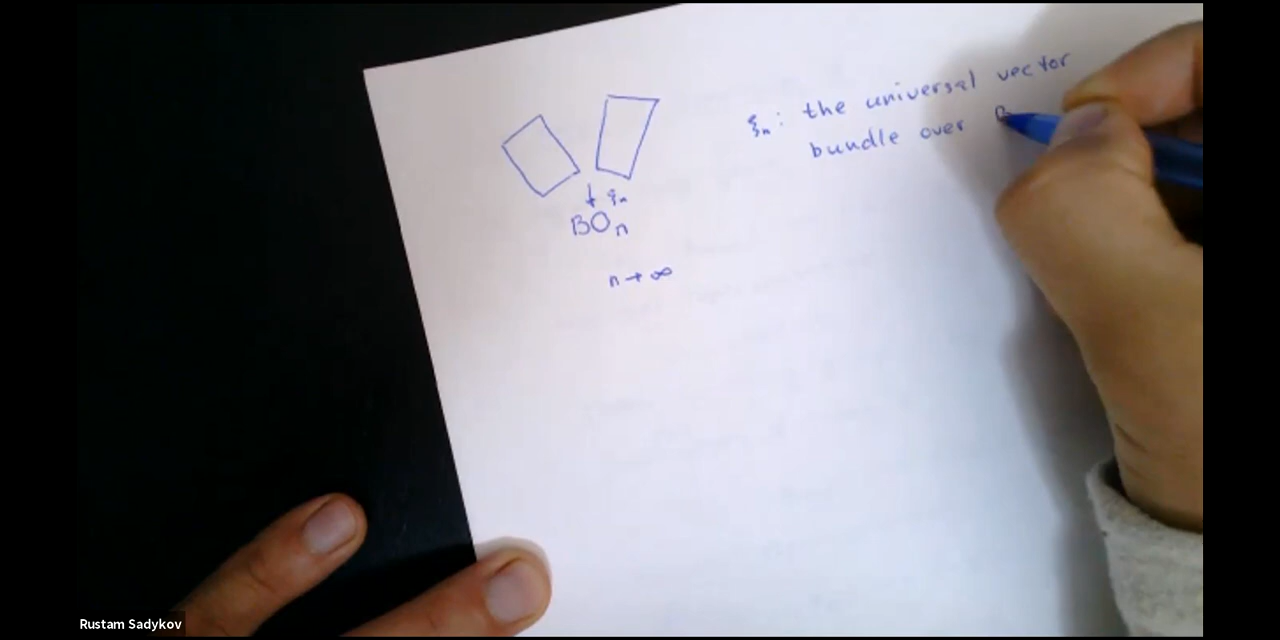 ξₙ: the universal vector
bundle over B
↓ ξₙ
BOₙ
n → ∞
Rustam Sadykov